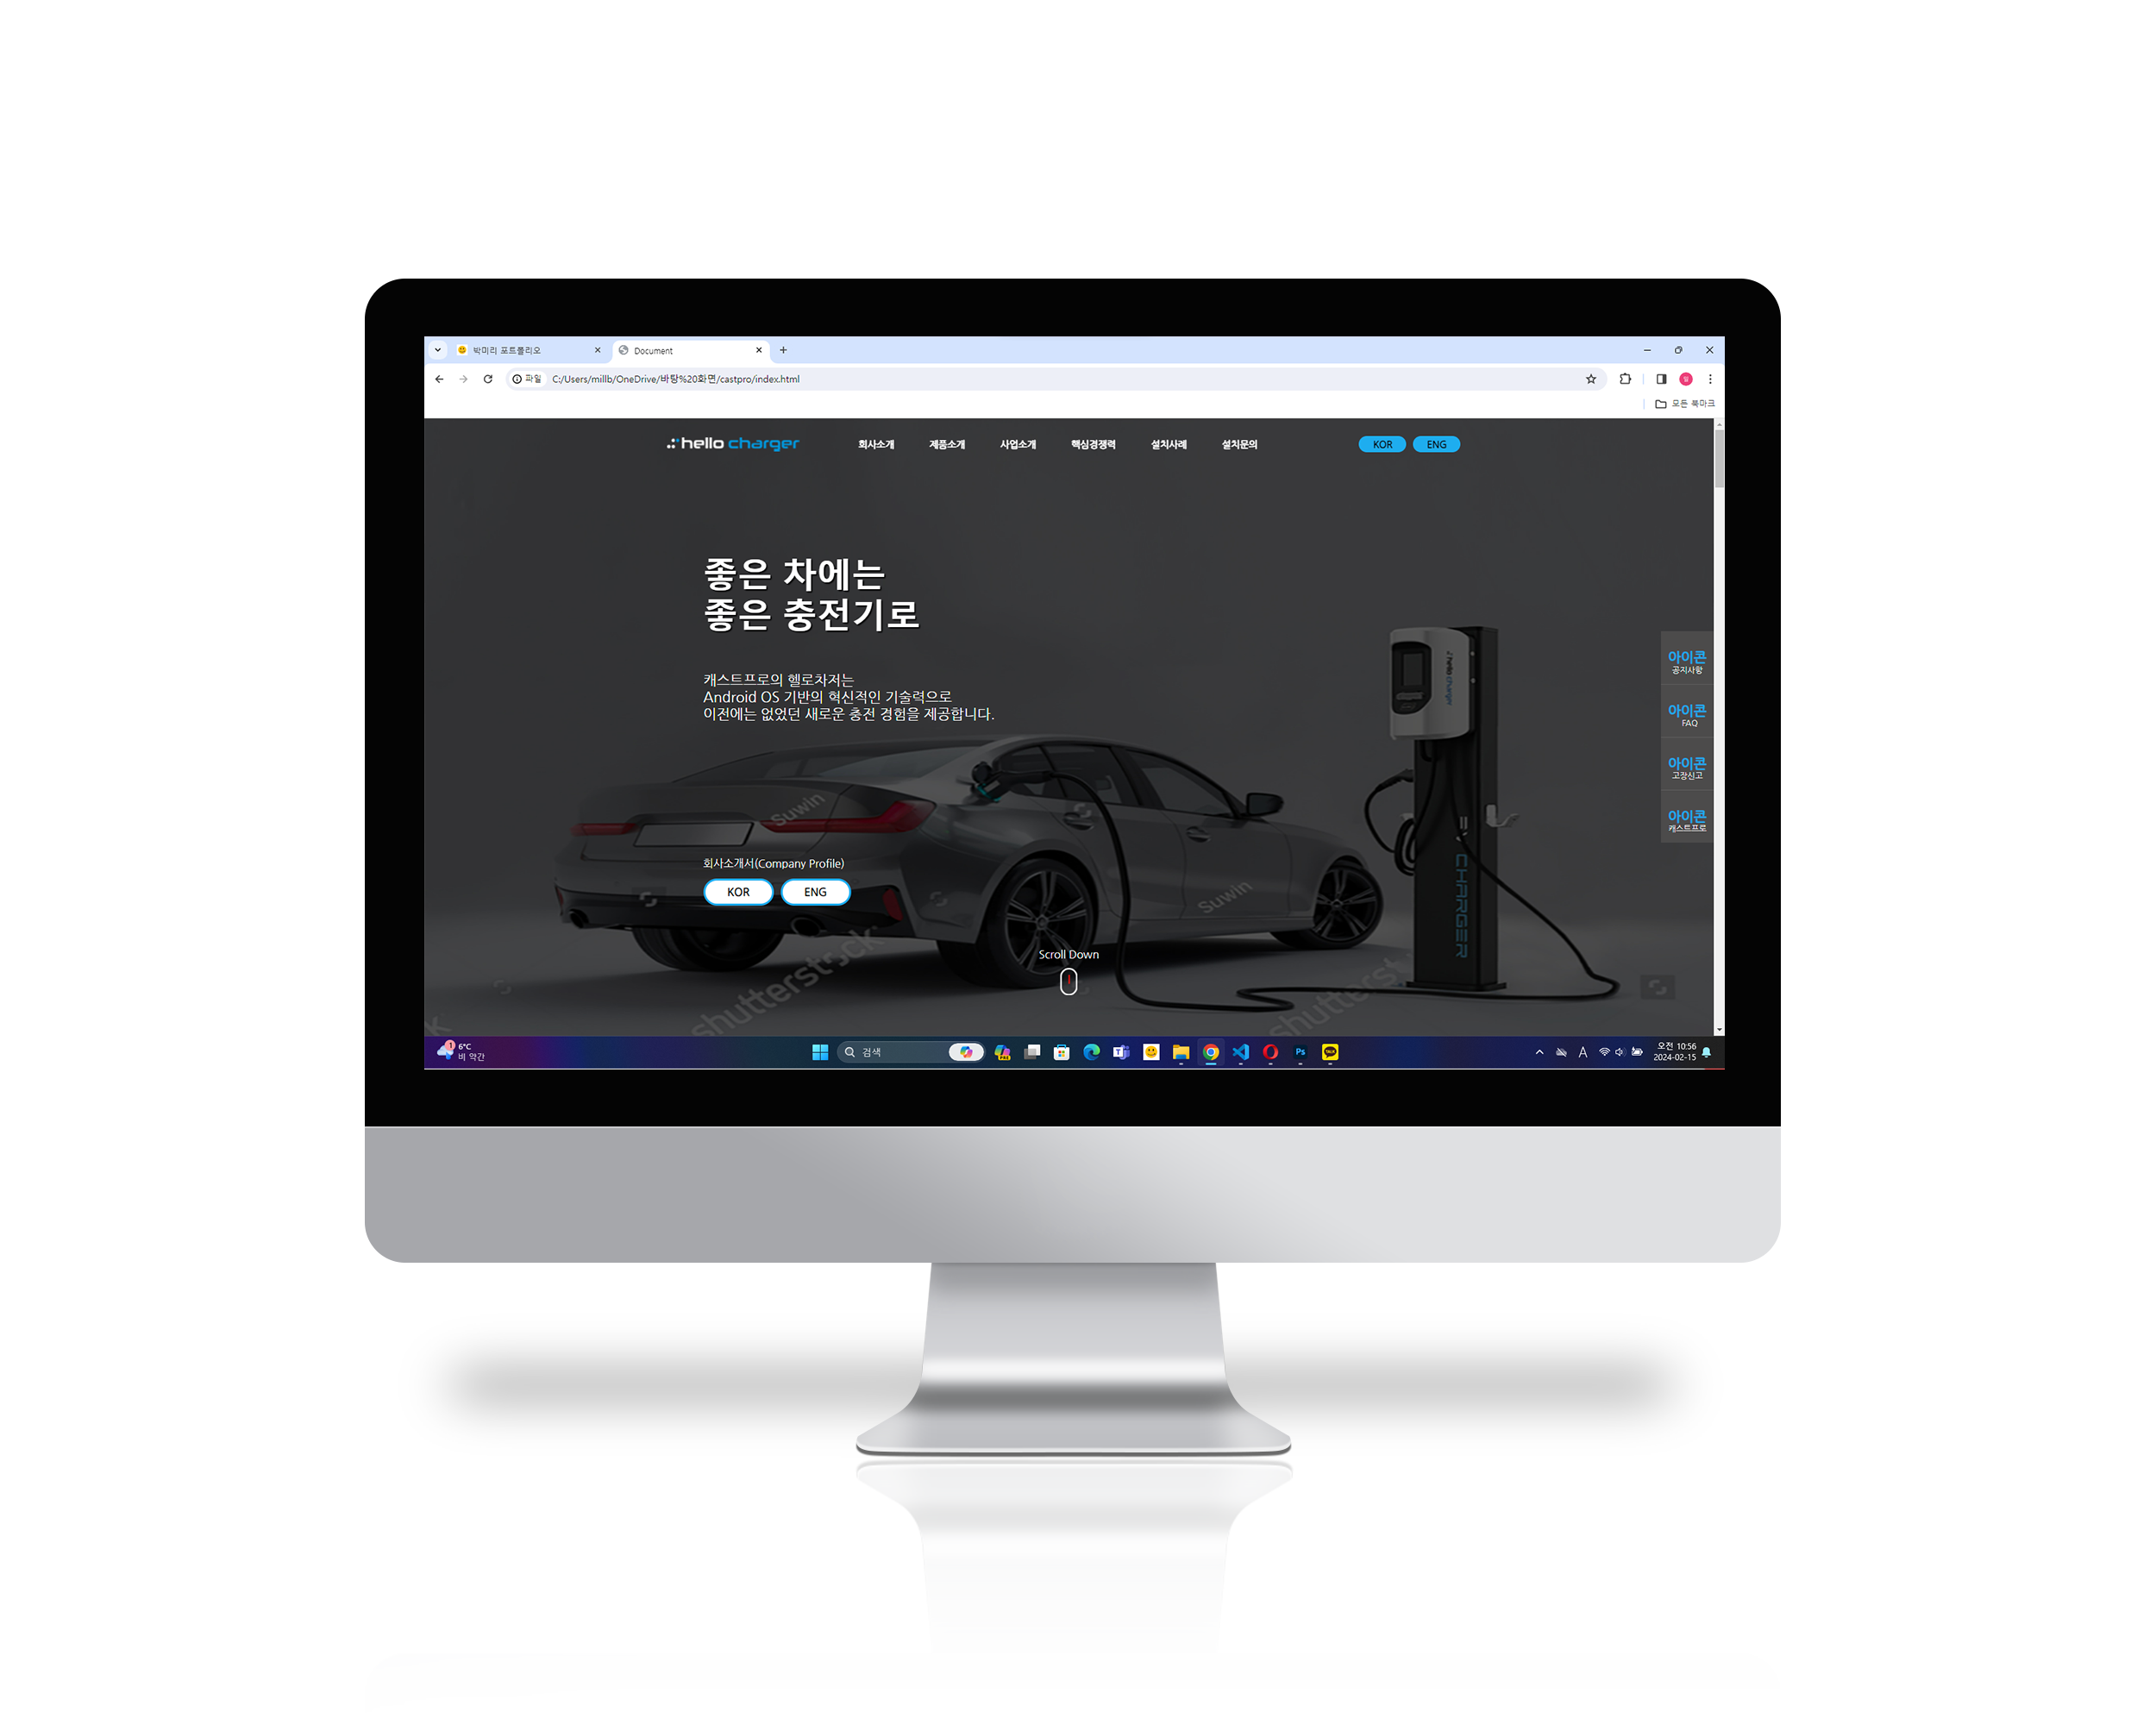 박미리 포트폴리오
Document
파일 C:/Users/millb/OneDrive/바탕%20화면/castpro/index.html
모든 북마크
hello charger 회사소개 제품소개 사업소개 핵심경쟁력 설치사례 설치문의 KOR ENG
좋은 차에는
좋은 충전기로
캐스트프로의 헬로차저는
Android OS 기반의 혁신적인 기술력으로
이전에는 없었던 새로운 충전 경험을 제공합니다.
아이콘
공지사항
아이콘
FAQ
아이콘
고장신고
아이콘
캐스트프로
hello charger
CHARGER
Suwin
Suwin
회사소개서(Company Profile)
KOR ENG
Scroll Down
shutterstock
shutterst
1
6°C
비 약간
검색
PRE
Ps
TALK
A
오전 10:56
2024-02-15